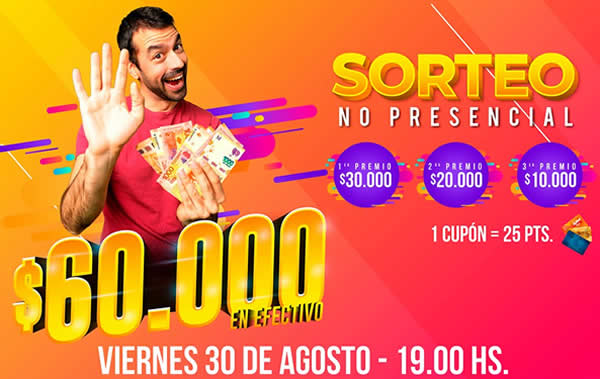 SORTEO
NO PRESENCIAL
1er PREMIO
$30.000
2do PREMIO
$20.000
3er PREMIO
$10.000
1 CUPÓN = 25 PTS.
$60.000
EN EFECTIVO
VIERNES 30 DE AGOSTO - 19.00 HS.